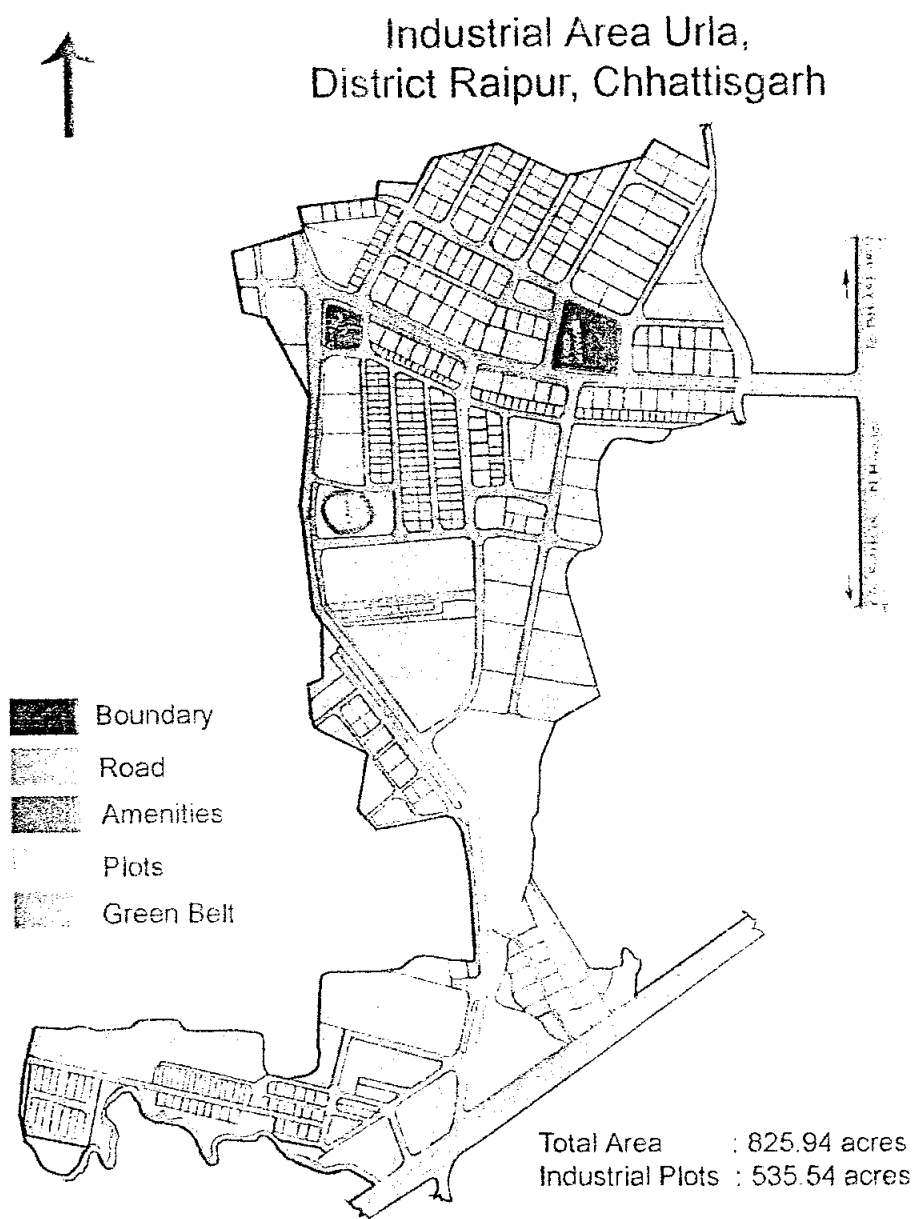 Industrial Area Urla,
District Raipur, Chhattisgarh
Boundary
Road
Amenities
Plots
Green Belt
Total Area : 825.94 acres
Industrial Plots : 535.54 acres